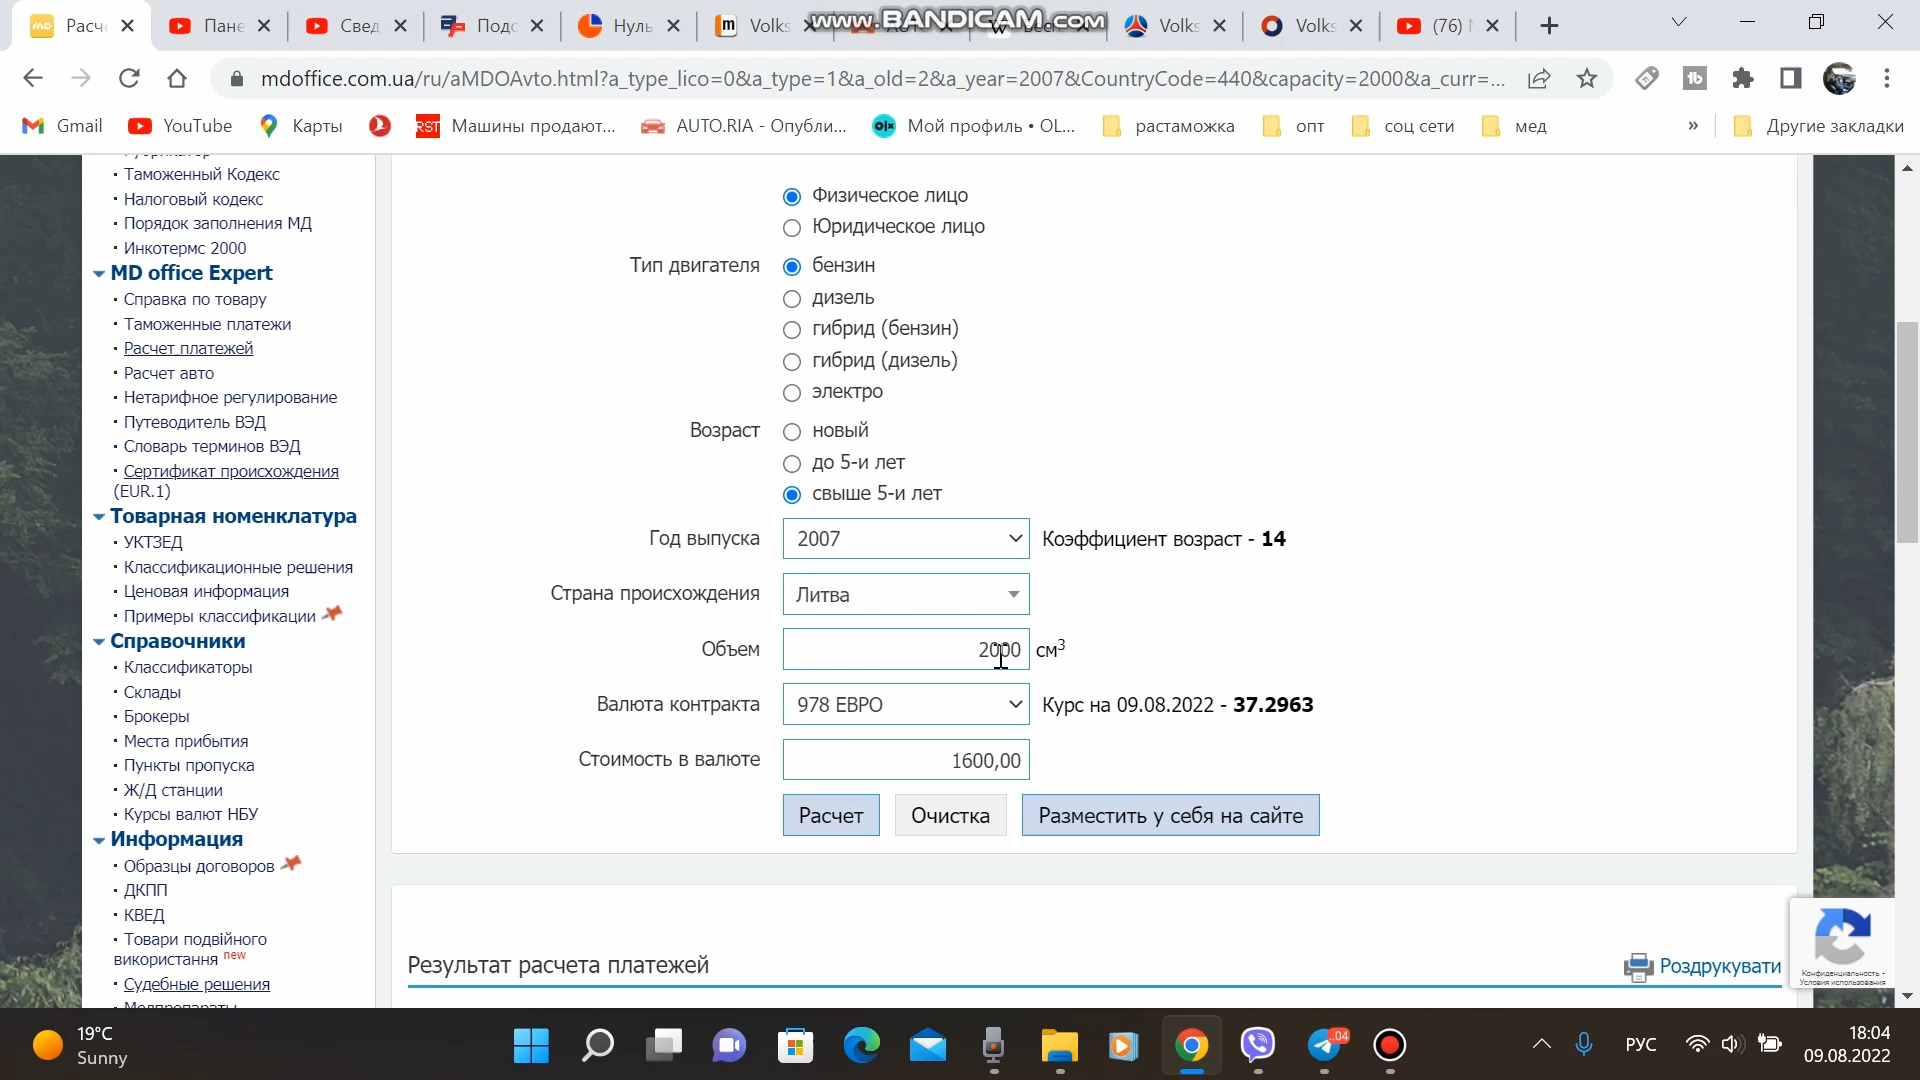 Расч
Пане
Свед
Подс
Нуль
Volks
www.BANDICAM.com
Volks
Volks
(76)
mdoffice.com.ua/ru/aMDOAvto.html?a_type_lico=0&a_type=1&a_old=2&a_year=2007&CountryCode=440&capacity=2000&a_curr=...
Gmail
YouTube
Карты
RST
Машины продают...
AUTO.RIA - Опубли...
olx
Мой профиль • OL...
растаможка
опт
соц сети
мед
»
Другие закладки
Таможенный Кодекс
Налоговый кодекс
Порядок заполнения МД
Инкотермс 2000
MD office Expert
Справка по товару
Таможенные платежи
Расчет платежей
Расчет авто
Нетарифное регулирование
Путеводитель ВЭД
Словарь терминов ВЭД
Сертификат происхождения
(EUR.1)
Товарная номенклатура
УКТЗЕД
Классификационные решения
Ценовая информация
Примеры классификации
Справочники
Классификаторы
Склады
Брокеры
Места прибытия
Пункты пропуска
Ж/Д станции
Курсы валют НБУ
Информация
Образцы договоров
ДКПП
КВЕД
Товари подвійного
використання new
Судебные решения
Физическое лицо
Юридическое лицо
Тип двигателя
бензин
дизель
гибрид (бензин)
гибрид (дизель)
электро
Возраст
новый
до 5-и лет
свыше 5-и лет
Год выпуска 2007 Коэффициент возраст - 14
Страна происхождения Литва
Объем 2000 см3
Валюта контракта 978 ЕВРО Курс на 09.08.2022 - 37.2963
Стоимость в валюте 1600,00
Расчет Очистка Разместить у себя на сайте
Результат расчета платежей
Роздрукувати
Конфиденциальность -
Условия использования
19°C
Sunny
04
РУС
18:04
09.08.2022